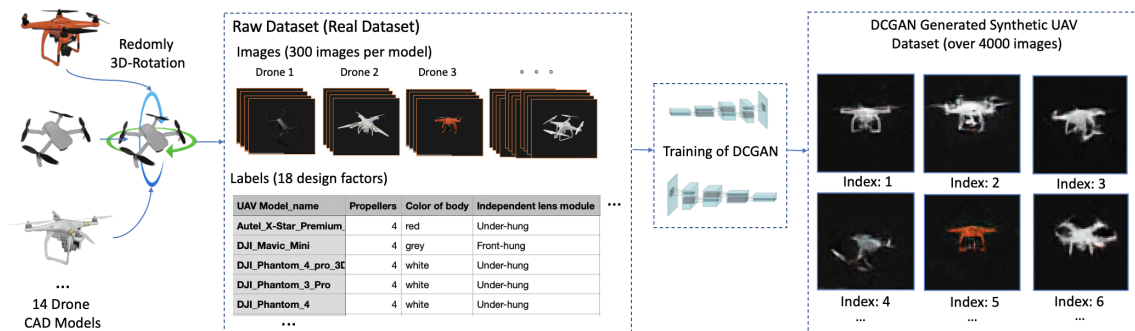 Redomly
3D-Rotation
...
14 Drone
CAD Models
Raw Dataset (Real Dataset)
Images (300 images per model)
Drone 1 Drone 2 Drone 3
Labels (18 design factors)
UAV Model_name Propellers Color of body Independent lens module ...
Autel_X-Star_Premium_ 4 red Under-hung
DJI_Mavic_Mini 4 grey Front-hung
DJI_Phantom_4_pro_3D 4 white Under-hung
DJI_Phantom_3_Pro 4 white Under-hung
DJI_Phantom_4 4 white Under-hung
...
Training of DCGAN
DCGAN Generated Synthetic UAV
Dataset (over 4000 images)
Index: 1 Index: 2 Index: 3
Index: 4 Index: 5 Index: 6
... ... ...